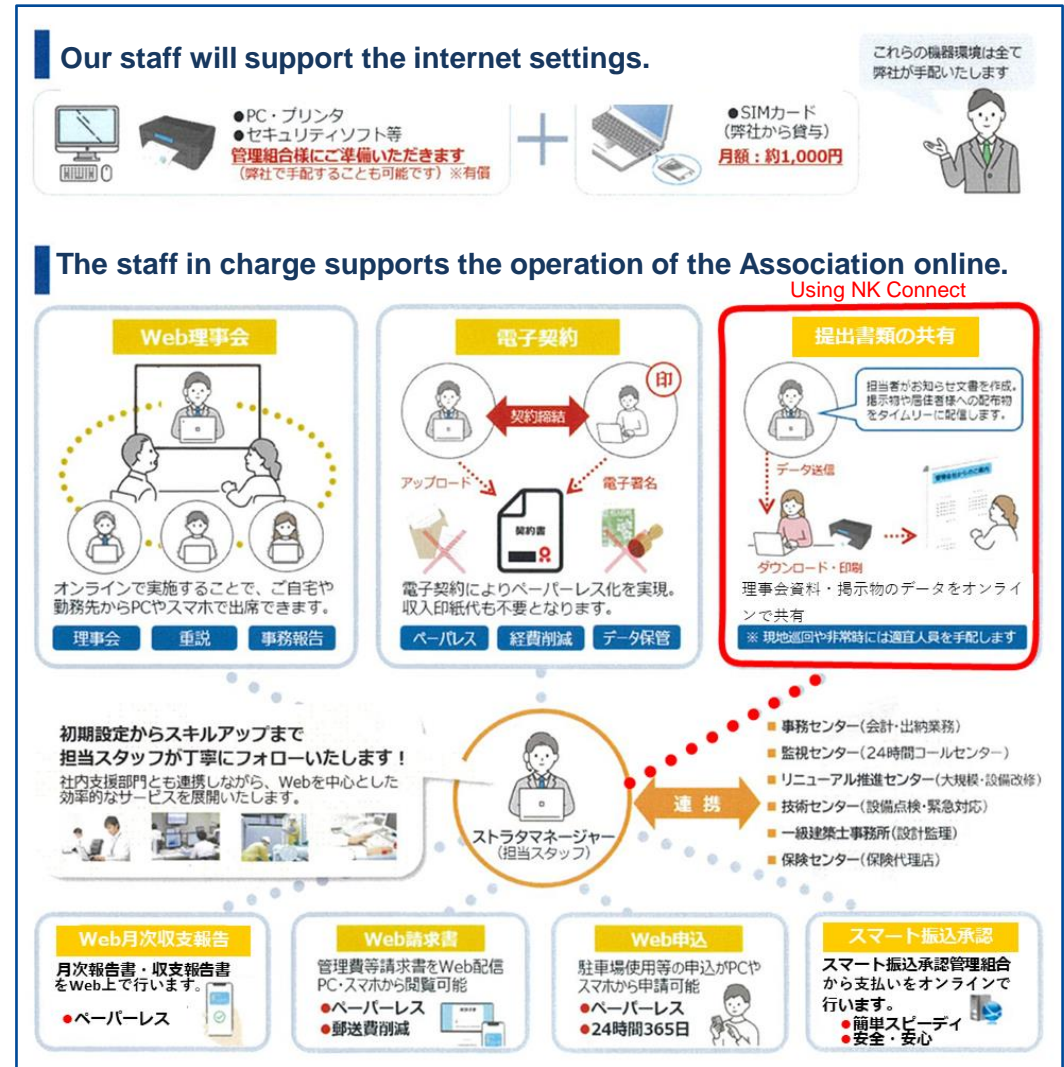 Our staff will support the internet settings.
これらの機器環境は全て
弊社が手配いたします
●PC・プリンタ
●セキュリティソフト等
管理組合様にご準備いただきます
(弊社で手配することも可能です)※有償
●SIMカード
(弊社から貸与)
月額：約1,000円
The staff in charge supports the operation of the Association online.
Using NK Connect
Web理事会
オンラインで実施することで、ご自宅や
勤務先からPCやスマホで出席できます。
理事会
重説
事務報告
電子契約
印
契約締結
アップロード
電子署名
契約書
電子契約によりペーパーレス化を実現。
収入印紙代も不要となります。
ペーパレス
経費削減
データ保管
提出書類の共有
担当者がお知らせ文書を作成。
掲示物や居住者様への配布物
をタイムリーに配信します。
データ送信
管理会社からのご案内
ダウンロード・印刷
理事会資料・掲示物のデータをオンライ
ンで共有
※ 現地巡回や非常時には適宜人員を手配します
初期設定からスキルアップまで
担当スタッフが丁寧にフォローいたします！
社内支援部門とも連携しながら、Webを中心とした
効率的なサービスを展開いたします。
ストラタマネージャー
(担当スタッフ)
連携
■ 事務センター(会計・出納業務)
■ 監視センター(24時間コールセンター)
■ リニューアル推進センター(大規模・設備改修)
■ 技術センター(設備点検・緊急対応)
■ 一級建築士事務所(設計監理)
■ 保険センター(保険代理店)
Web月次収支報告
月次報告書・収支報告書
をWeb上で行います。
●ペーパーレス
Web請求書
管理費等請求書をWeb配信
PC・スマホから閲覧可能
●ペーパーレス
●郵送費削減
Web申込
駐車場使用等の申込がPCや
スマホから申請可能
●ペーパーレス
●24時間365日
スマート振込承認
スマート振込承認管理組合
から支払いをオンラインで
行います。
●簡単スピーディ
●安全・安心